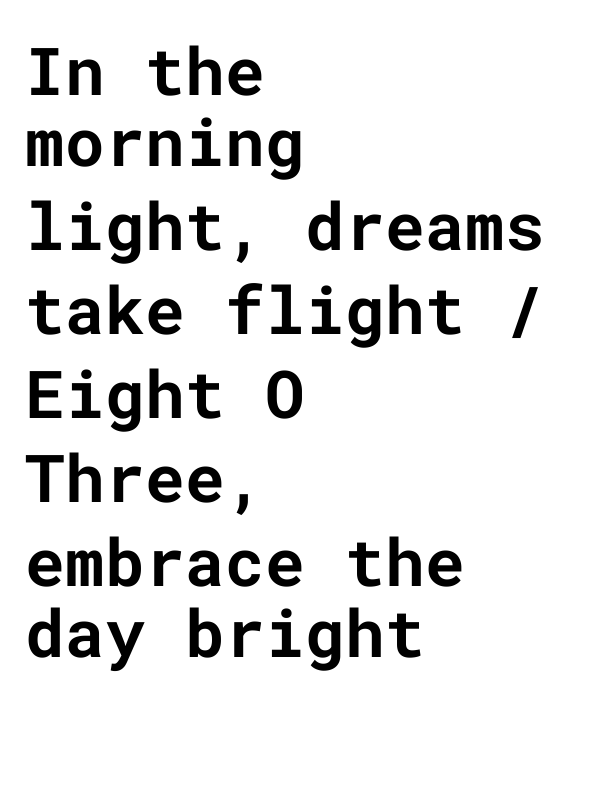 In the
morning
light, dreams
take flight /
Eight O
Three,
embrace the
day bright